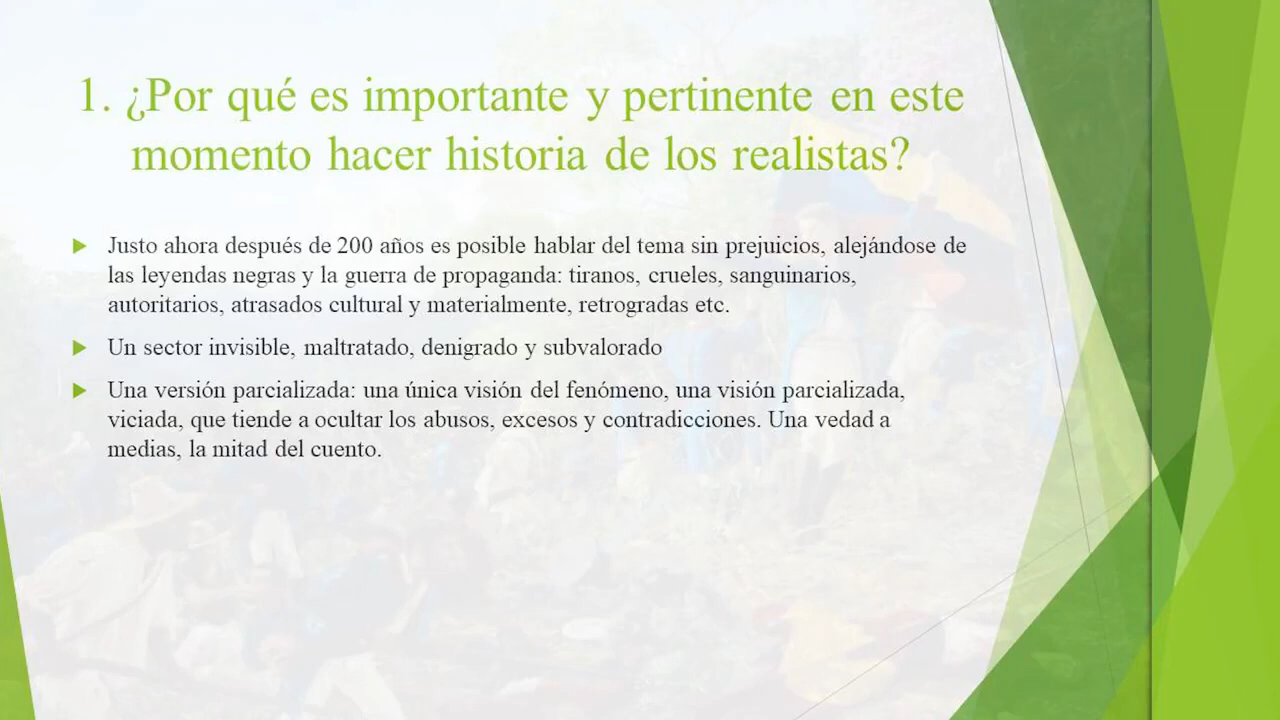 1. ¿Por qué es importante y pertinente en este
momento hacer historia de los realistas?
Justo ahora después de 200 años es posible hablar del tema sin prejuicios, alejándose de
las leyendas negras y la guerra de propaganda: tiranos, crueles, sanguinarios,
autoritarios, atrasados cultural y materialmente, retrogradas etc.
Un sector invisible, maltratado, denigrado y subvalorado
Una versión parcializada: una única visión del fenómeno, una visión parcializada,
viciada, que tiende a ocultar los abusos, excesos y contradicciones. Una vedad a
medias, la mitad del cuento.